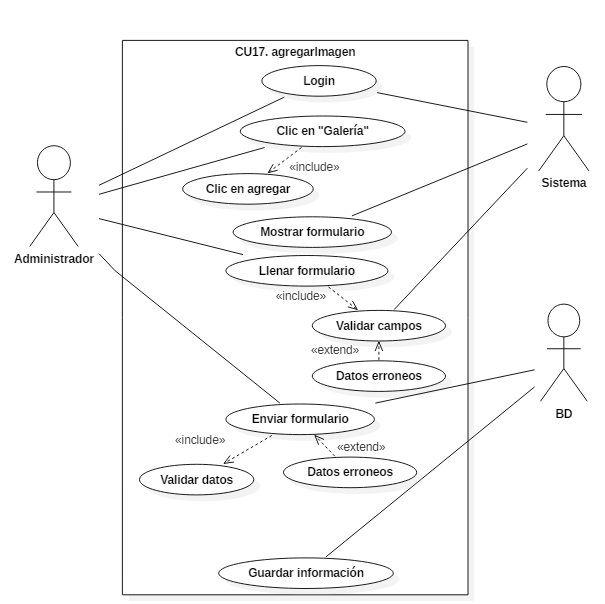 CU17. agregarImagen
Login
Clic en "Galería"
«include»
Clic en agregar
Sistema
Mostrar formulario
Administrador
Llenar formulario
«include»
Validar campos
«extend»
Datos erroneos
BD
Enviar formulario
«include»
«extend»
Validar datos
Datos erroneos
Guardar información